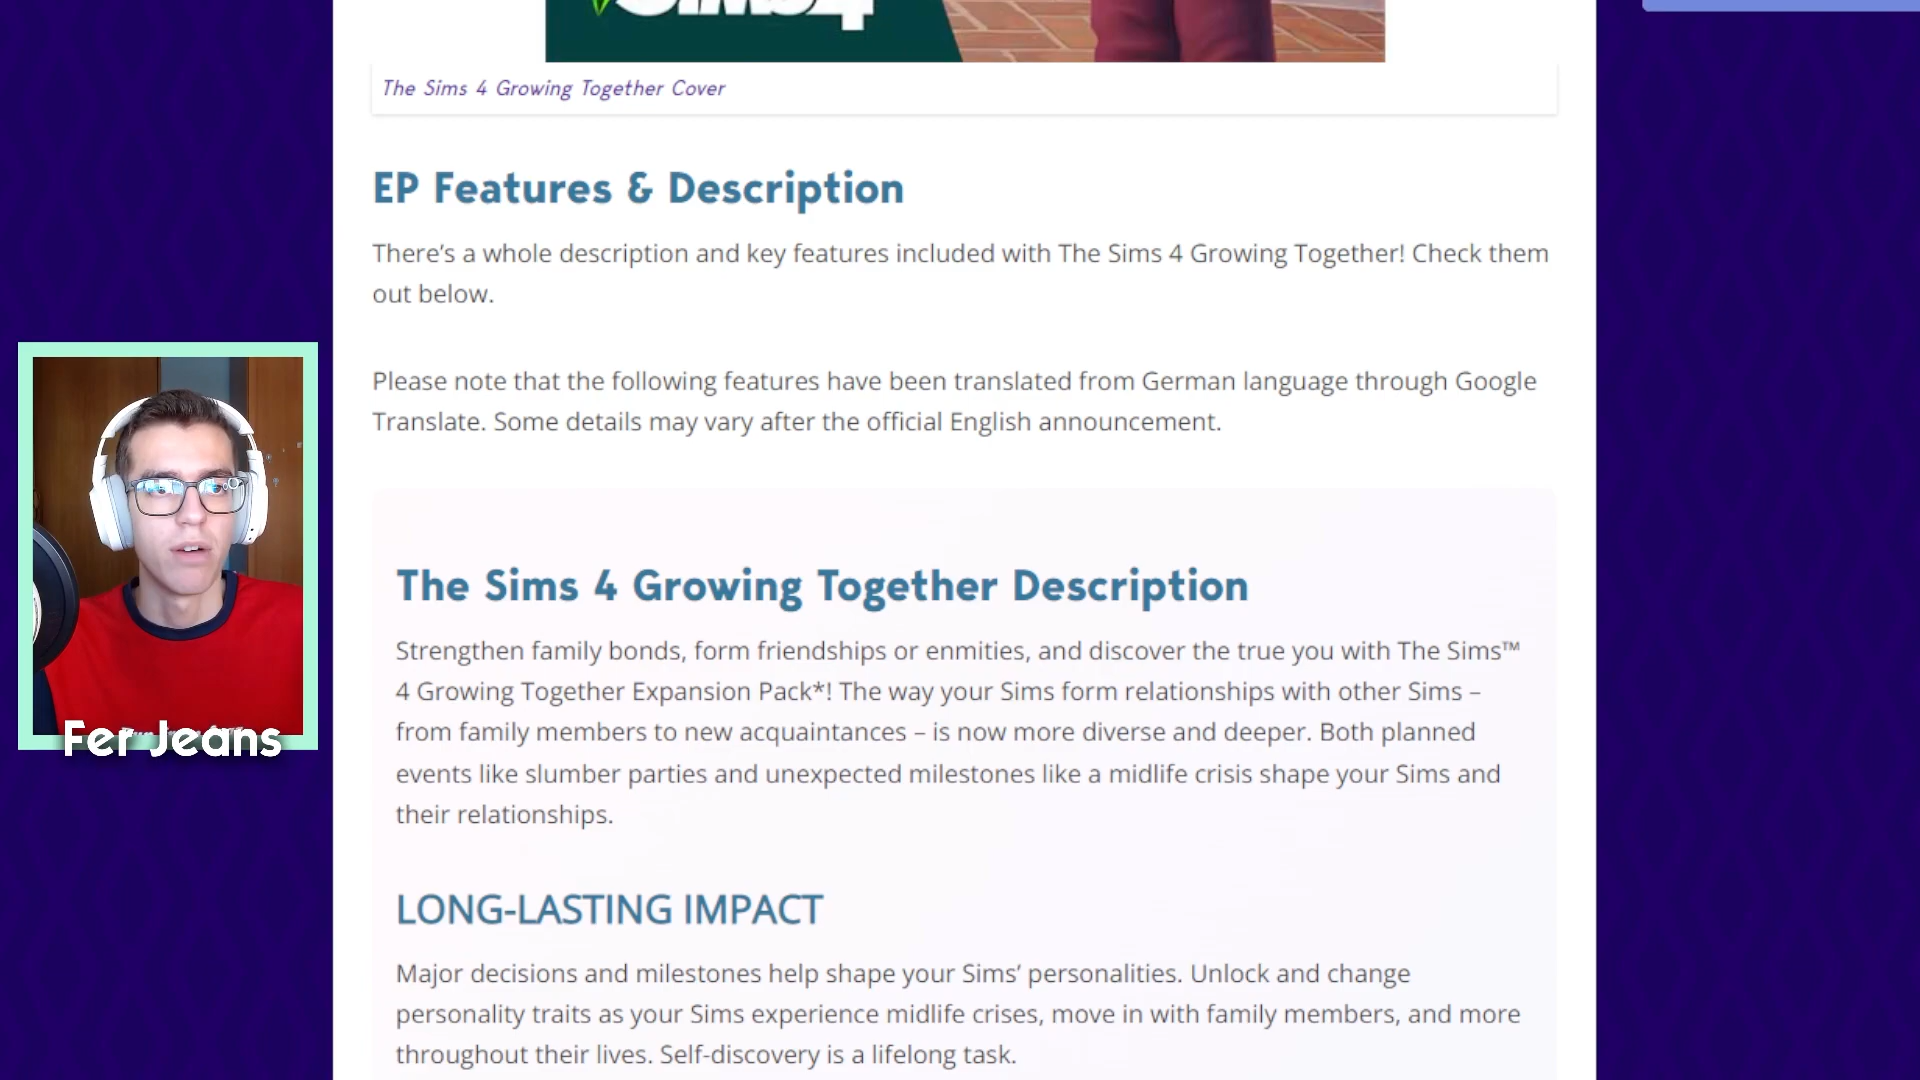 SIMS4
The Sims 4 Growing Together Cover
EP Features & Description
There’s a whole description and key features included with The Sims 4 Growing Together! Check them
out below.
Please note that the following features have been translated from German language through Google
Translate. Some details may vary after the official English announcement.
The Sims 4 Growing Together Description
Strengthen family bonds, form friendships or enmities, and discover the true you with The Sims™
4 Growing Together Expansion Pack*! The way your Sims form relationships with other Sims –
from family members to new acquaintances – is now more diverse and deeper. Both planned
events like slumber parties and unexpected milestones like a midlife crisis shape your Sims and
their relationships.
Fer Jeans
LONG-LASTING IMPACT
Major decisions and milestones help shape your Sims’ personalities. Unlock and change
personality traits as your Sims experience midlife crises, move in with family members, and more
throughout their lives. Self-discovery is a lifelong task.